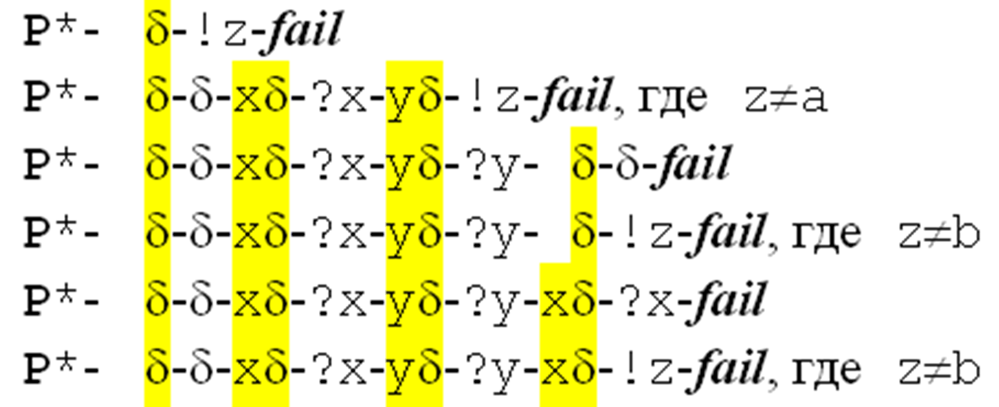 P*- δ-!z-fail
P*- δ-δ-xδ-?x-yδ-!z-fail, где z≠a
P*- δ-δ-xδ-?x-yδ-?y- δ-δ-fail
P*- δ-δ-xδ-?x-yδ-?y- δ-!z-fail, где z≠b
P*- δ-δ-xδ-?x-yδ-?y-xδ-?x-fail
P*- δ-δ-xδ-?x-yδ-?y-xδ-!z-fail, где z≠b